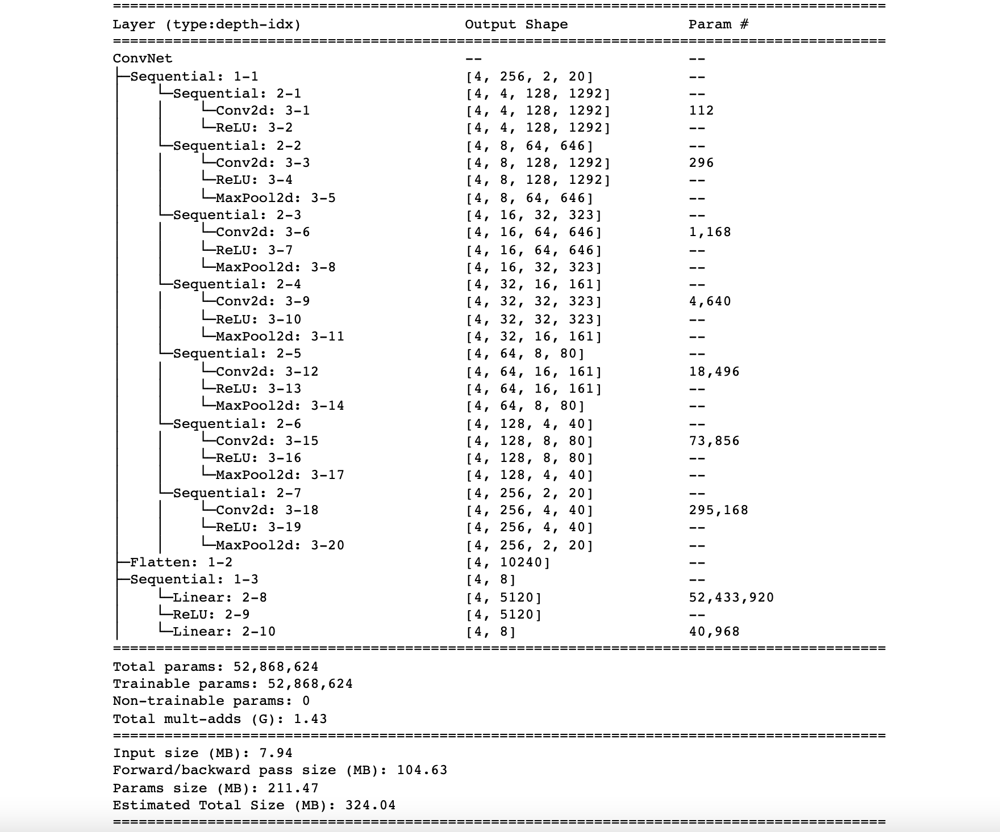 ==========================================================================================
Layer (type:depth-idx)                   Output Shape              Param #
==========================================================================================
ConvNet                                  --                        --
├─Sequential: 1-1                        [4, 256, 2, 20]           --
│    └─Sequential: 2-1                   [4, 4, 128, 1292]         --
│    │    └─Conv2d: 3-1                  [4, 4, 128, 1292]         112
│    │    └─ReLU: 3-2                    [4, 4, 128, 1292]         --
│    └─Sequential: 2-2                   [4, 8, 64, 646]           --
│    │    └─Conv2d: 3-3                  [4, 8, 128, 1292]         296
│    │    └─ReLU: 3-4                    [4, 8, 128, 1292]         --
│    │    └─MaxPool2d: 3-5               [4, 8, 64, 646]           --
│    └─Sequential: 2-3                   [4, 16, 32, 323]          --
│    │    └─Conv2d: 3-6                  [4, 16, 64, 646]          1,168
│    │    └─ReLU: 3-7                    [4, 16, 64, 646]          --
│    │    └─MaxPool2d: 3-8               [4, 16, 32, 323]          --
│    └─Sequential: 2-4                   [4, 32, 16, 161]          --
│    │    └─Conv2d: 3-9                  [4, 32, 32, 323]          4,640
│    │    └─ReLU: 3-10                   [4, 32, 32, 323]          --
│    │    └─MaxPool2d: 3-11              [4, 32, 16, 161]          --
│    └─Sequential: 2-5                   [4, 64, 8, 80]            --
│    │    └─Conv2d: 3-12                 [4, 64, 16, 161]          18,496
│    │    └─ReLU: 3-13                   [4, 64, 16, 161]          --
│    │    └─MaxPool2d: 3-14              [4, 64, 8, 80]            --
│    └─Sequential: 2-6                   [4, 128, 4, 40]           --
│    │    └─Conv2d: 3-15                 [4, 128, 8, 80]           73,856
│    │    └─ReLU: 3-16                   [4, 128, 8, 80]           --
│    │    └─MaxPool2d: 3-17              [4, 128, 4, 40]           --
│    └─Sequential: 2-7                   [4, 256, 2, 20]           --
│    │    └─Conv2d: 3-18                 [4, 256, 4, 40]           295,168
│    │    └─ReLU: 3-19                   [4, 256, 4, 40]           --
│    │    └─MaxPool2d: 3-20              [4, 256, 2, 20]           --
├─Flatten: 1-2                           [4, 10240]                --
├─Sequential: 1-3                        [4, 8]                    --
│    └─Linear: 2-8                       [4, 5120]                 52,433,920
│    └─ReLU: 2-9                         [4, 5120]                 --
│    └─Linear: 2-10                      [4, 8]                    40,968
==========================================================================================
Total params: 52,868,624
Trainable params: 52,868,624
Non-trainable params: 0
Total mult-adds (G): 1.43
==========================================================================================
Input size (MB): 7.94
Forward/backward pass size (MB): 104.63
Params size (MB): 211.47
Estimated Total Size (MB): 324.04
==========================================================================================